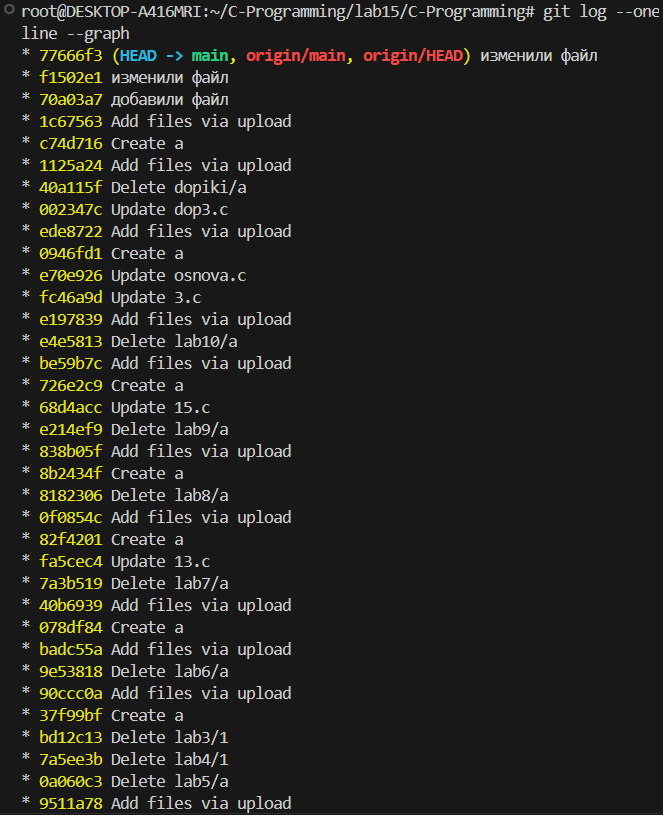 root@DESKTOP-A416MRI:~/C-Programming/lab15/C-Programming# git log --one
line --graph
* 77666f3 (HEAD -> main, origin/main, origin/HEAD) изменили файл
* f1502e1 изменили файл
* 70a03a7 добавили файл
* 1c67563 Add files via upload
* c74d716 Create a
* 1125a24 Add files via upload
* 40a115f Delete dopiki/a
* 002347c Update dop3.c
* ede8722 Add files via upload
* 0946fd1 Create a
* e70e926 Update osnova.c
* fc46a9d Update 3.c
* e197839 Add files via upload
* e4e5813 Delete lab10/a
* be59b7c Add files via upload
* 726e2c9 Create a
* 68d4acc Update 15.c
* e214ef9 Delete lab9/a
* 838b05f Add files via upload
* 8b2434f Create a
* 8182306 Delete lab8/a
* 0f0854c Add files via upload
* 82f4201 Create a
* fa5cec4 Update 13.c
* 7a3b519 Delete lab7/a
* 40b6939 Add files via upload
* 078df84 Create a
* badc55a Add files via upload
* 9e53818 Delete lab6/a
* 90ccc0a Add files via upload
* 37f99bf Create a
* bd12c13 Delete lab3/1
* 7a5ee3b Delete lab4/1
* 0a060c3 Delete lab5/a
* 9511a78 Add files via upload